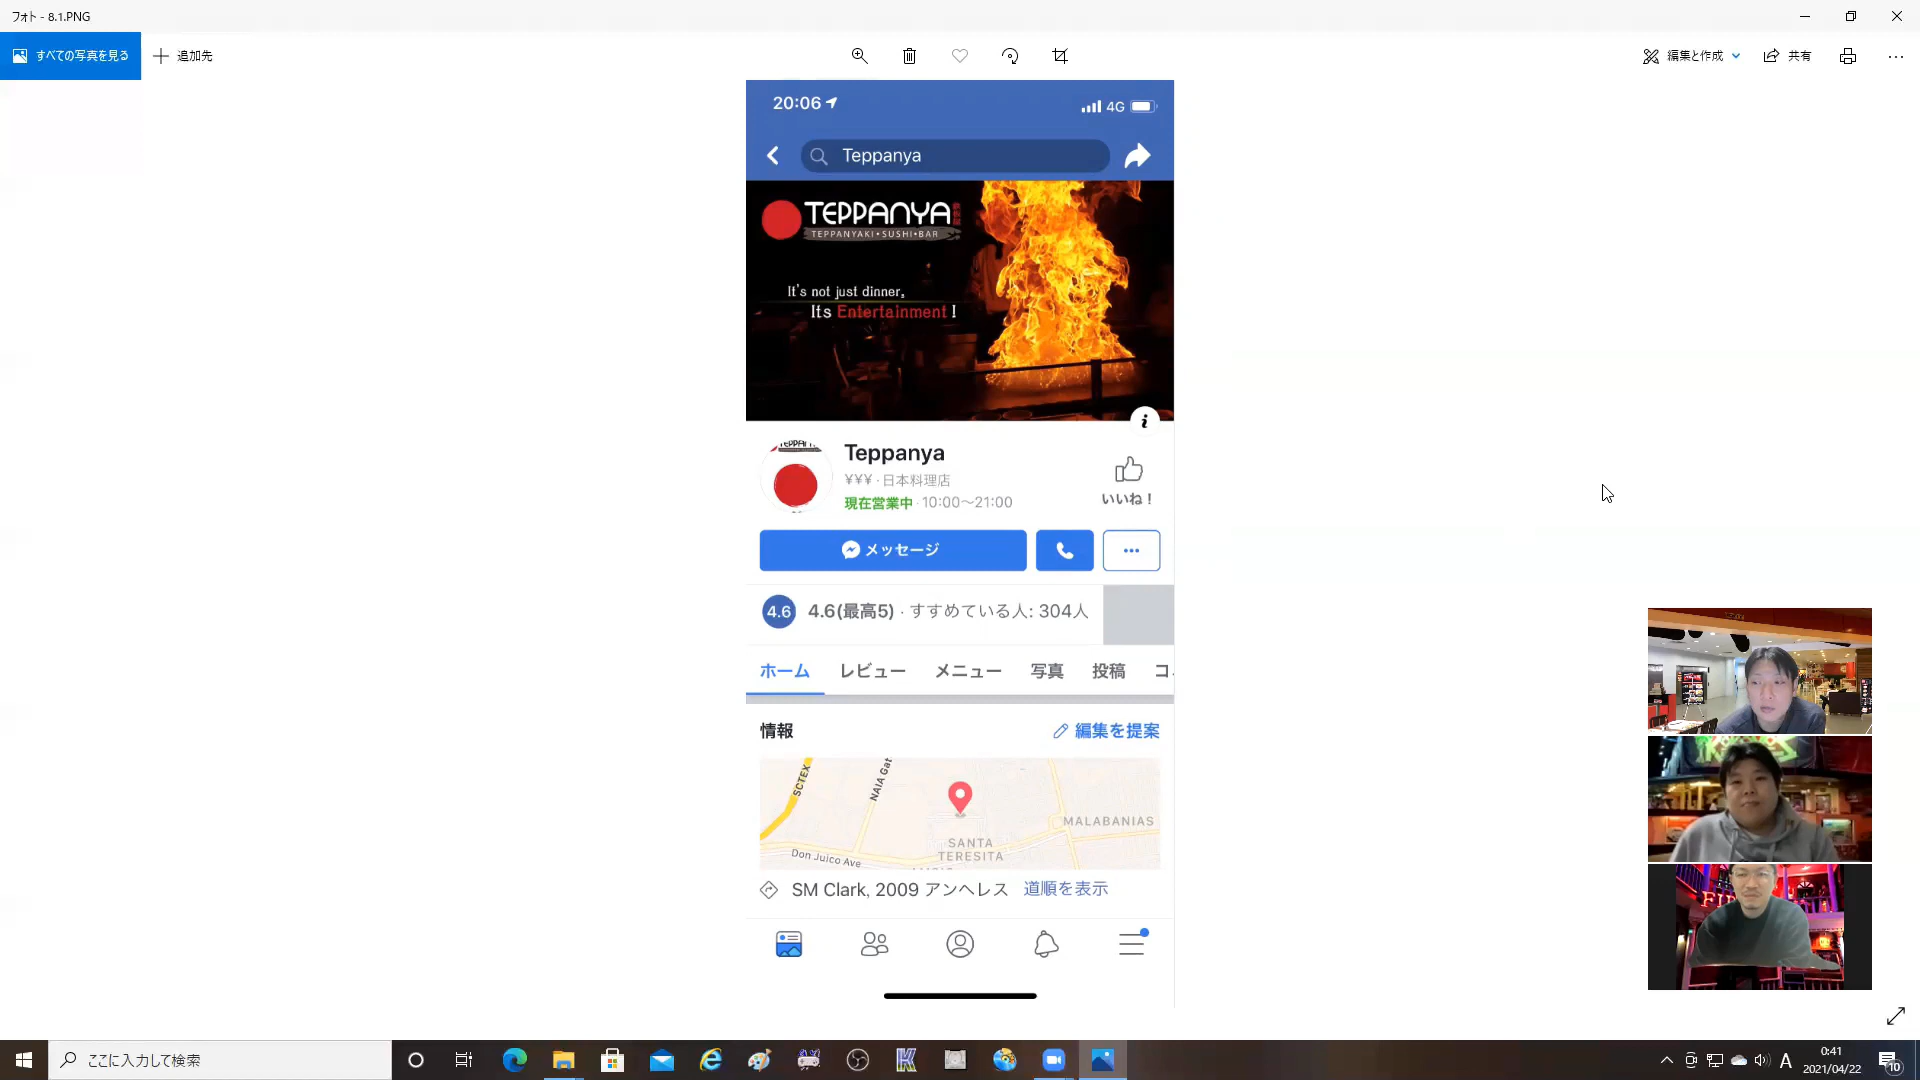 フォト - 8.1.PNG
すべての写真を見る
追加先
編集と作成
共有
20:06
4G
Teppanya
TEPPANYA
TEPPANYAKI•SUSHI•BAR
It's not just dinner,
Its Entertainment !
Teppanya
¥¥¥ · 日本料理店
現在営業中 · 10:00〜21:00
いいね！
メッセージ
4.6
4.6(最高5) · すすめている人: 304人
ホーム
レビュー
メニュー
写真
投稿
情報
編集を提案
SCTEX
NAIA Gat
MALABANIAS
SANTA
TERESITA
Don Juico Ave
SM Clark, 2009 アンヘレス
道順を表示
ここに入力して検索
A
0:41
2021/04/22
10